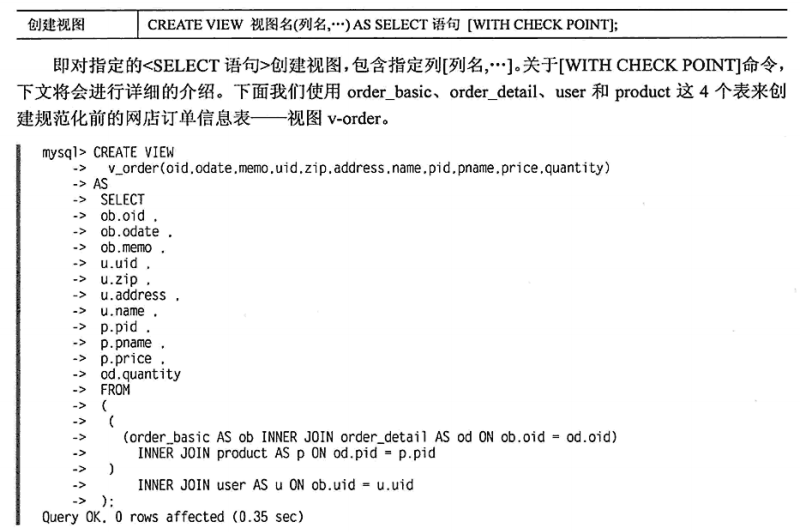 创建视图 CREATE VIEW 视图名(列名,…) AS SELECT 语句 [WITH CHECK POINT];
即对指定的<SELECT 语句>创建视图,包含指定列[列名,…]。关于[WITH CHECK POINT]命令,
下文将会进行详细的介绍。下面我们使用 order_basic、order_detail、user 和 product 这 4 个表来创
建规范化前的网店订单信息表——视图 v-order。
mysql> CREATE VIEW
-> v_order(oid,odate,memo,uid,zip,address,name,pid,pname,price,quantity)
-> AS
-> SELECT
-> ob.oid ,
-> ob.odate ,
-> ob.memo ,
-> u.uid ,
-> u.zip ,
-> u.address ,
-> u.name ,
-> p.pid ,
-> p.pname ,
-> p.price ,
-> od.quantity
-> FROM
-> (
-> (
-> (order_basic AS ob INNER JOIN order_detail AS od ON ob.oid = od.oid)
-> INNER JOIN product AS p ON od.pid = p.pid
-> )
-> INNER JOIN user AS u ON ob.uid = u.uid
-> );
Query OK, 0 rows affected (0.35 sec)